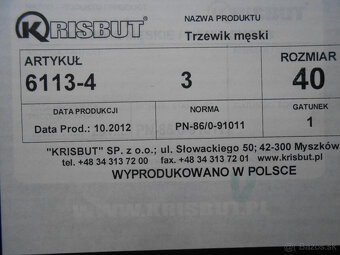 KRISBUT®
NAZWA PRODUKTU
Trzewik męski
ARTYKUŁ
ROZMIAR
6113-4 3 40
DATA PRODUKCJI NORMA GATUNEK
Data Prod.: 10.2012 PN-86/0-91011 1
"KRISBUT" SP. z o.o.; ul. Słowackiego 50; 42-300 Myszków
tel. +48 34 313 72 00 fax. +48 34 313 72 01 www.krisbut.pl
WYPRODUKOWANO W POLSCE